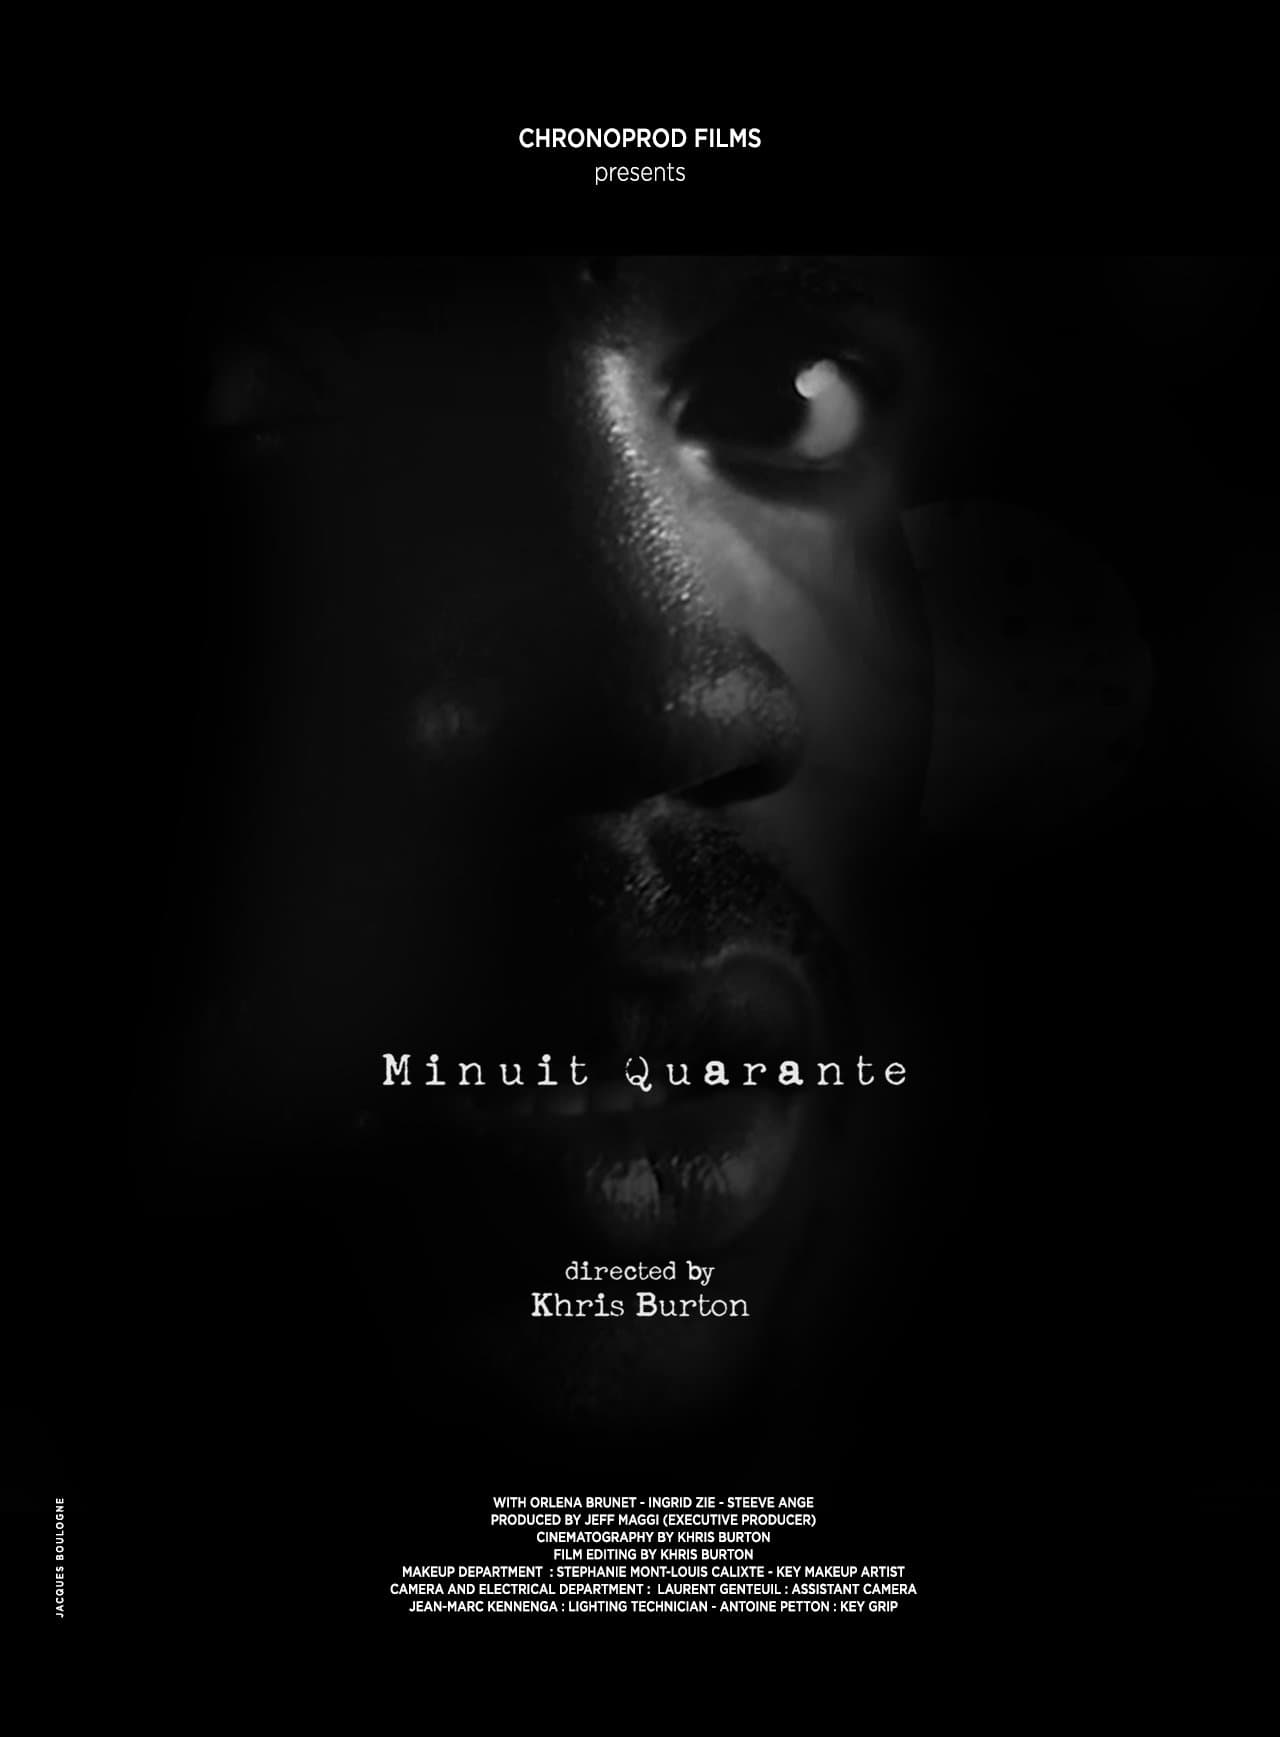 CHRONOPROD FILMS
presents
Minuit Quarante
directed by
Khris Burton
WITH ORLENA BRUNET - INGRID ZIE - STEEVE ANGE
PRODUCED BY JEFF MAGGI (EXECUTIVE PRODUCER)
CINEMATOGRAPHY BY KHRIS BURTON
FILM EDITING BY KHRIS BURTON
MAKEUP DEPARTMENT : STEPHANIE MONT-LOUIS CALIXTE - KEY MAKEUP ARTIST
CAMERA AND ELECTRICAL DEPARTMENT : LAURENT GENTEUIL : ASSISTANT CAMERA
JEAN-MARC KENNENGA : LIGHTING TECHNICIAN - ANTOINE PETTON : KEY GRIP
JACQUES BOULOGNE